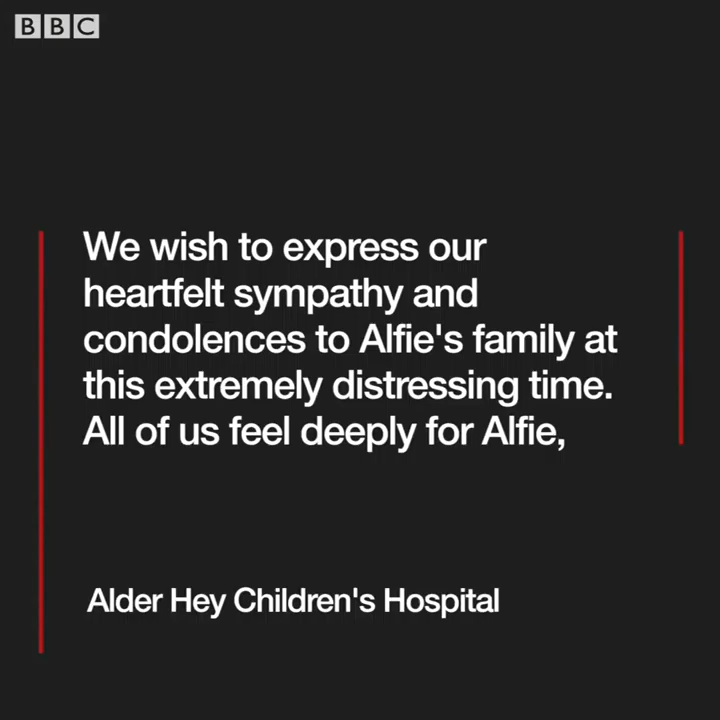 BBC
We wish to express our
heartfelt sympathy and
condolences to Alfie's family at
this extremely distressing time.
All of us feel deeply for Alfie,
Alder Hey Children's Hospital